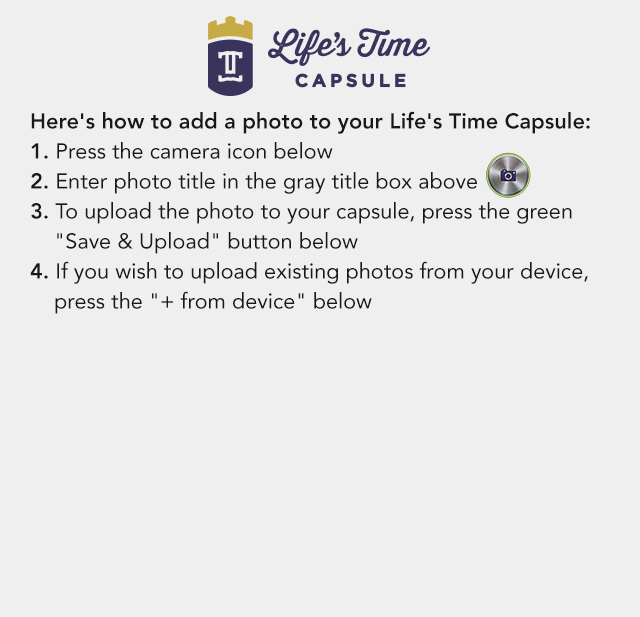 Life's Time
CAPSULE
Here's how to add a photo to your Life's Time Capsule:
1. Press the camera icon below
2. Enter photo title in the gray title box above
3. To upload the photo to your capsule, press the green
"Save & Upload" button below
4. If you wish to upload existing photos from your device,
press the "+ from device" below